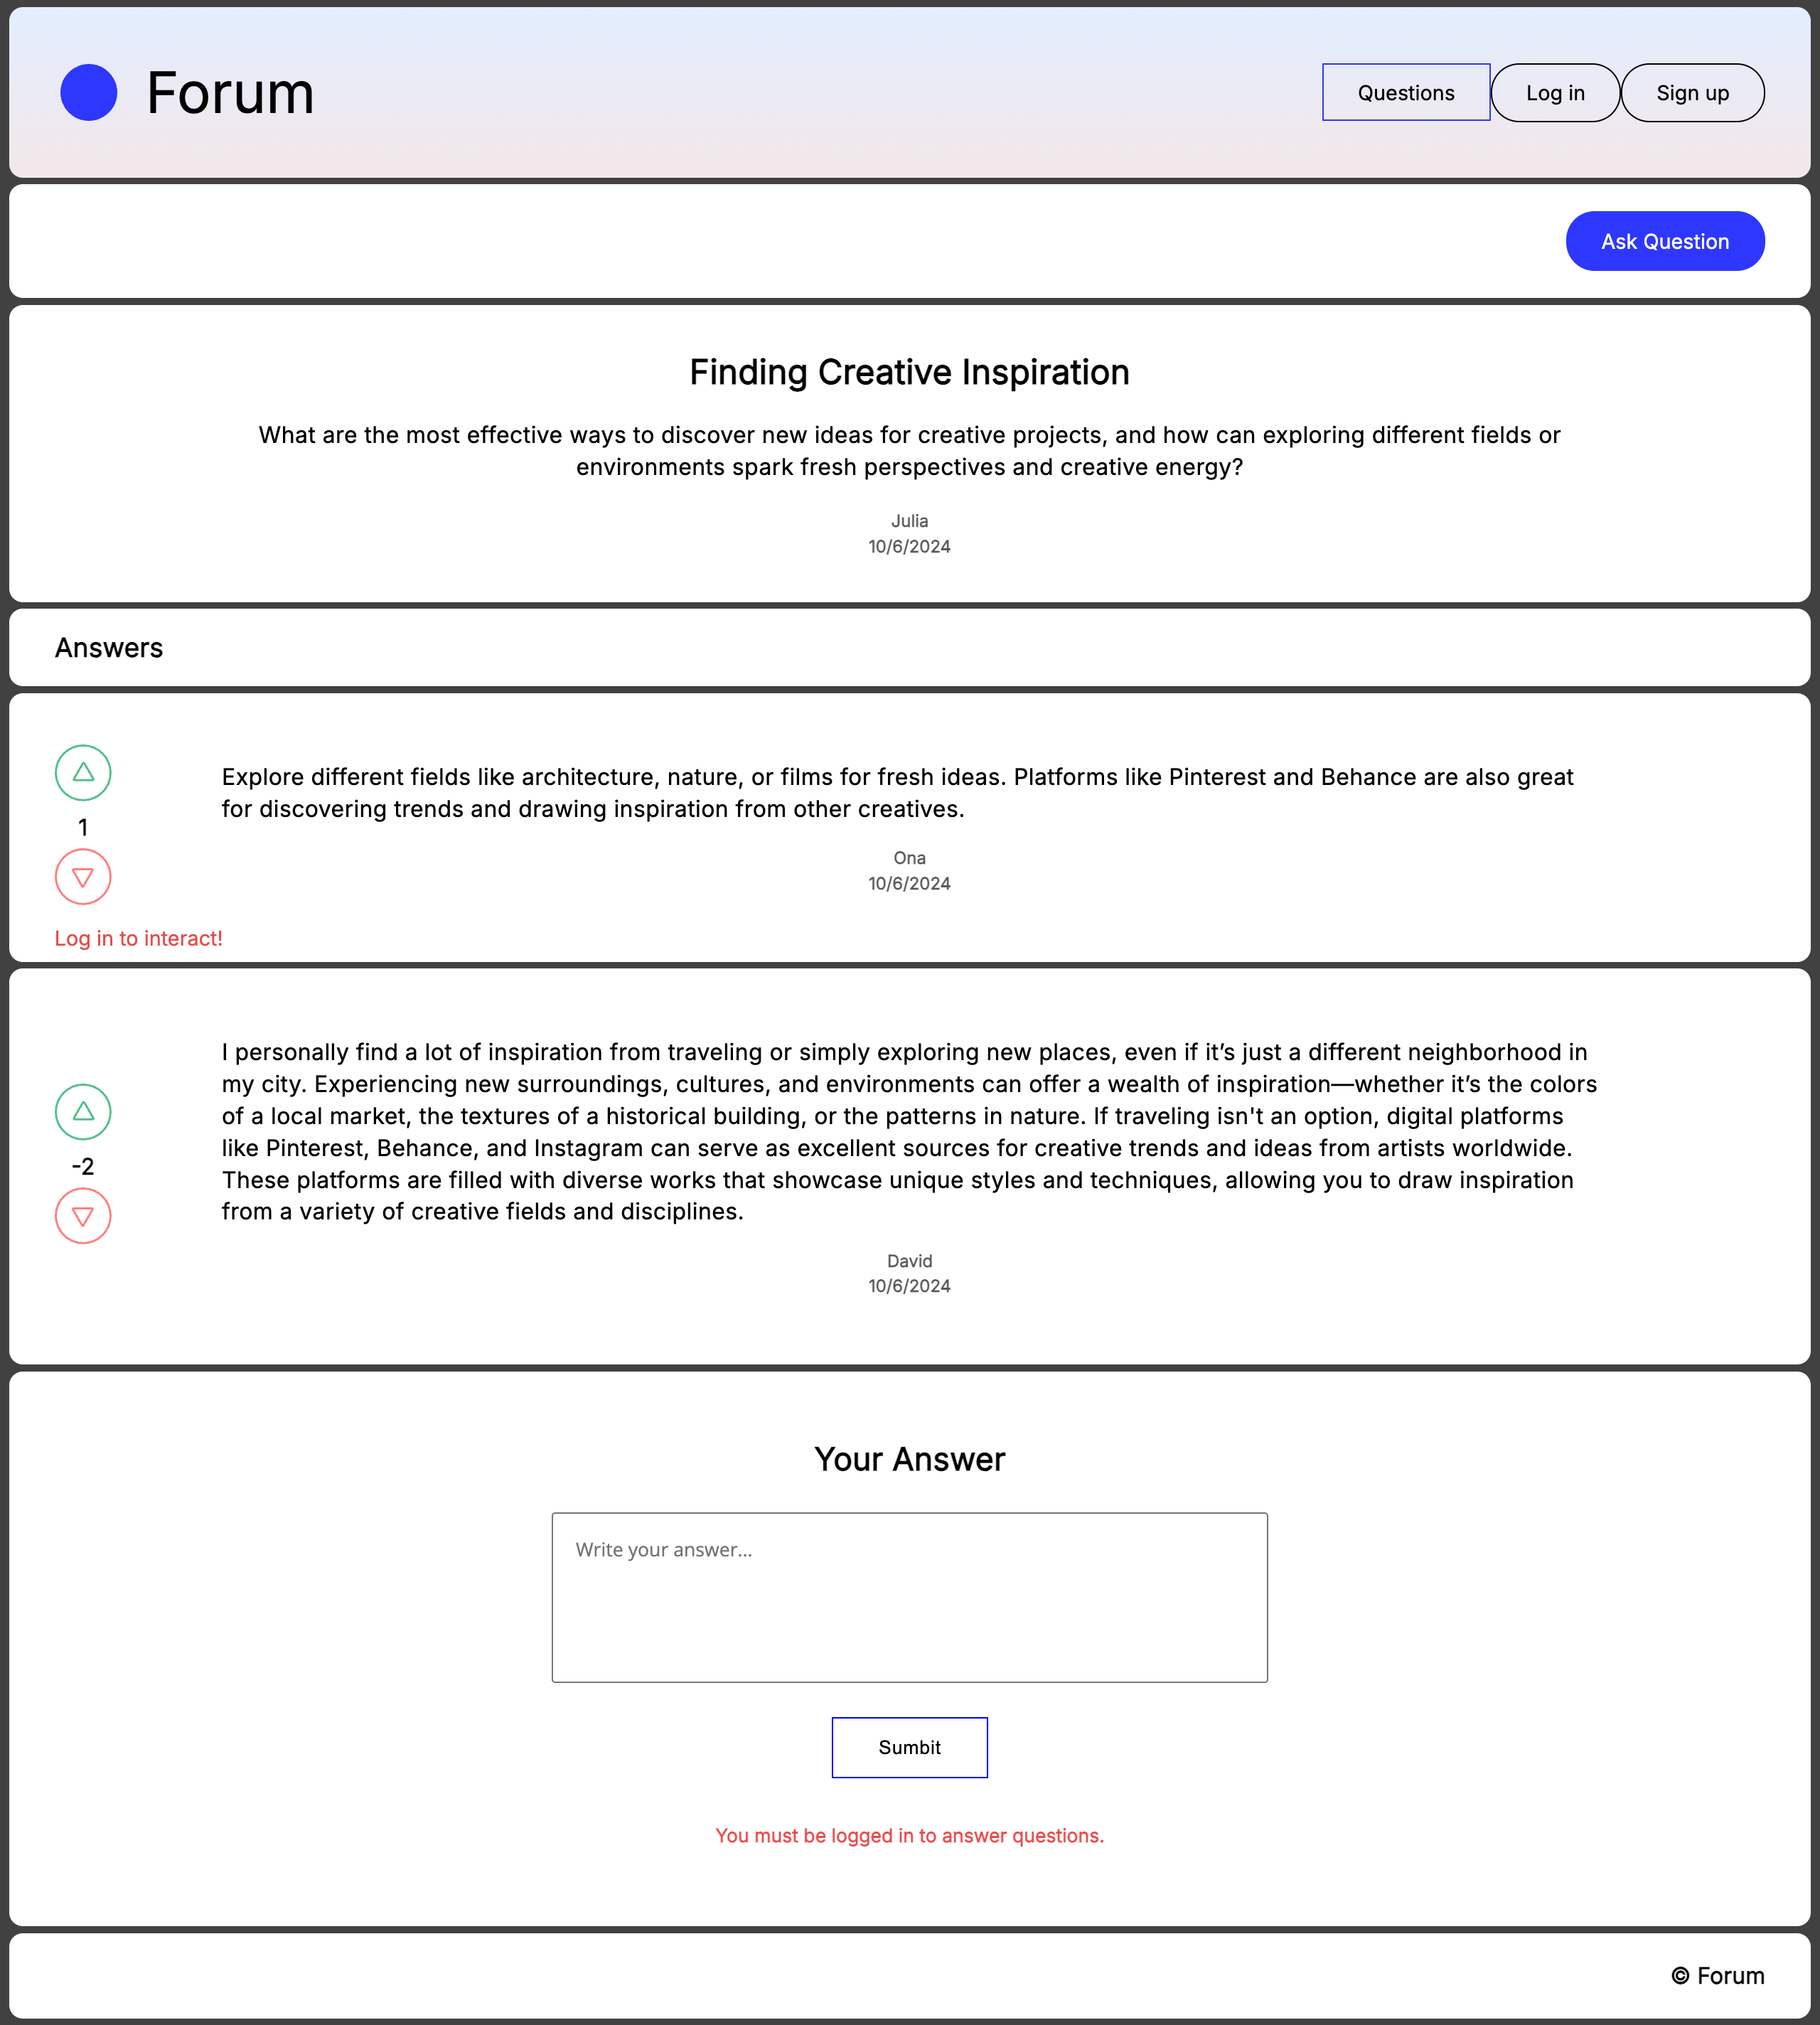 Forum
Questions
Log in
Sign up
Ask Question
Finding Creative Inspiration
What are the most effective ways to discover new ideas for creative projects, and how can exploring different fields or
environments spark fresh perspectives and creative energy?
Julia
10/6/2024
Answers
1
Explore different fields like architecture, nature, or films for fresh ideas. Platforms like Pinterest and Behance are also great
for discovering trends and drawing inspiration from other creatives.
Ona
10/6/2024
Log in to interact!
-2
I personally find a lot of inspiration from traveling or simply exploring new places, even if it’s just a different neighborhood in
my city. Experiencing new surroundings, cultures, and environments can offer a wealth of inspiration—whether it’s the colors
of a local market, the textures of a historical building, or the patterns in nature. If traveling isn't an option, digital platforms
like Pinterest, Behance, and Instagram can serve as excellent sources for creative trends and ideas from artists worldwide.
These platforms are filled with diverse works that showcase unique styles and techniques, allowing you to draw inspiration
from a variety of creative fields and disciplines.
David
10/6/2024
Your Answer
Write your answer...
Sumbit
You must be logged in to answer questions.
© Forum